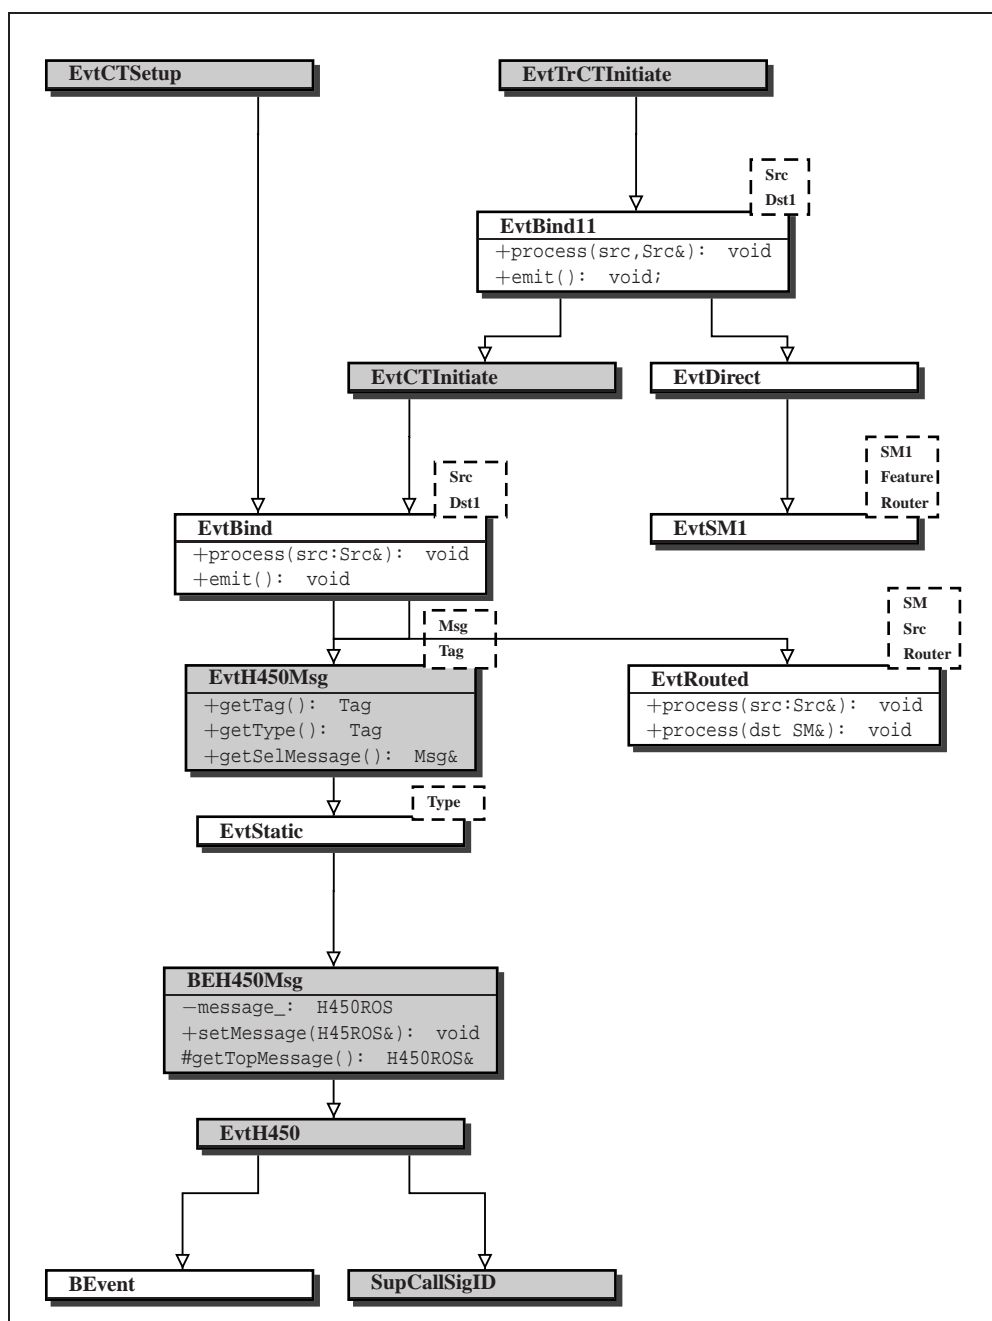 EvtCTSetup
EvtTrCTInitiate
Src
Dst1
EvtBind11
+process(src,Src&): void
+emit(): void;
EvtCTInitiate
EvtDirect
SM1
Feature
Router
Src
Dst1
EvtBind
+process(src:Src&): void
+emit(): void
EvtSM1
SM
Src
Router
Msg
Tag
EvtH450Msg
+getTag(): Tag
+getType(): Tag
+getSelMessage(): Msg&
EvtRouted
+process(src:Src&): void
+process(dst SM&): void
Type
EvtStatic
BEH450Msg
−message_: H450ROS
+setMessage(H45ROS&): void
#getTopMessage(): H450ROS&
EvtH450
BEvent
SupCallSigID